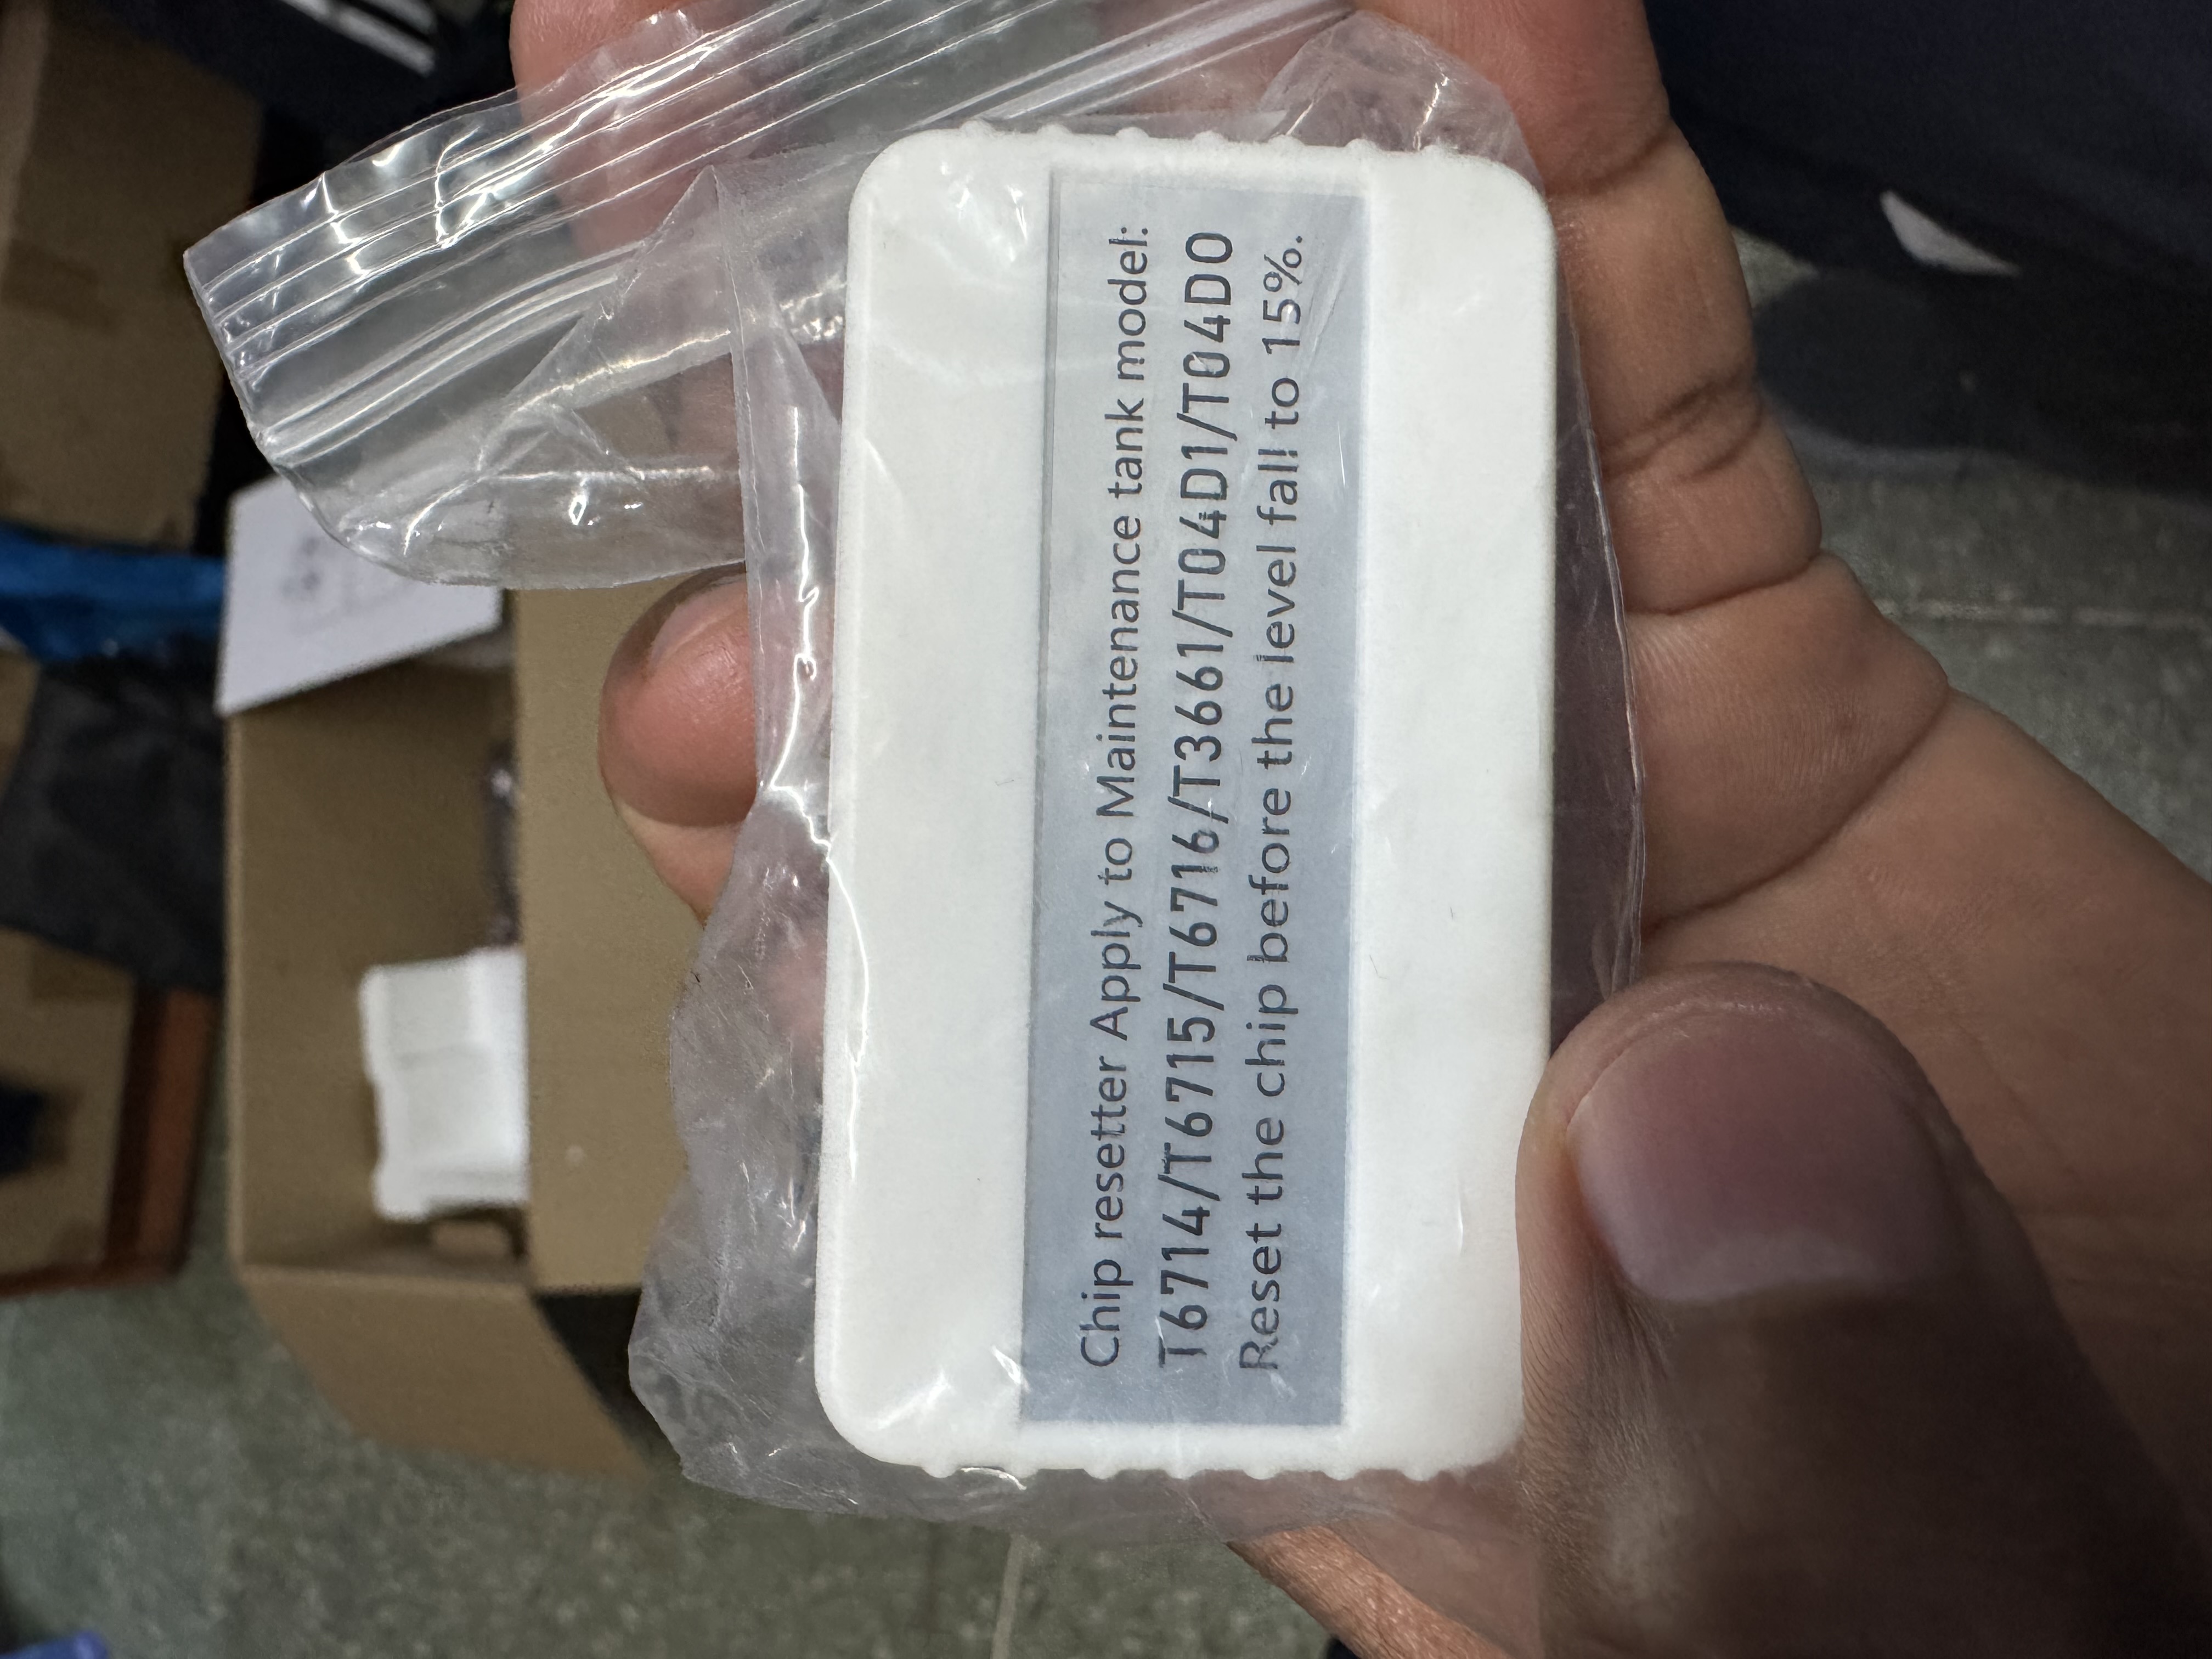 Chip resetter Apply to Maintenance tank model:
T6714/T6715/T6716/T3661/T04D1/T04D0
Reset the chip before the level fall to 15%.